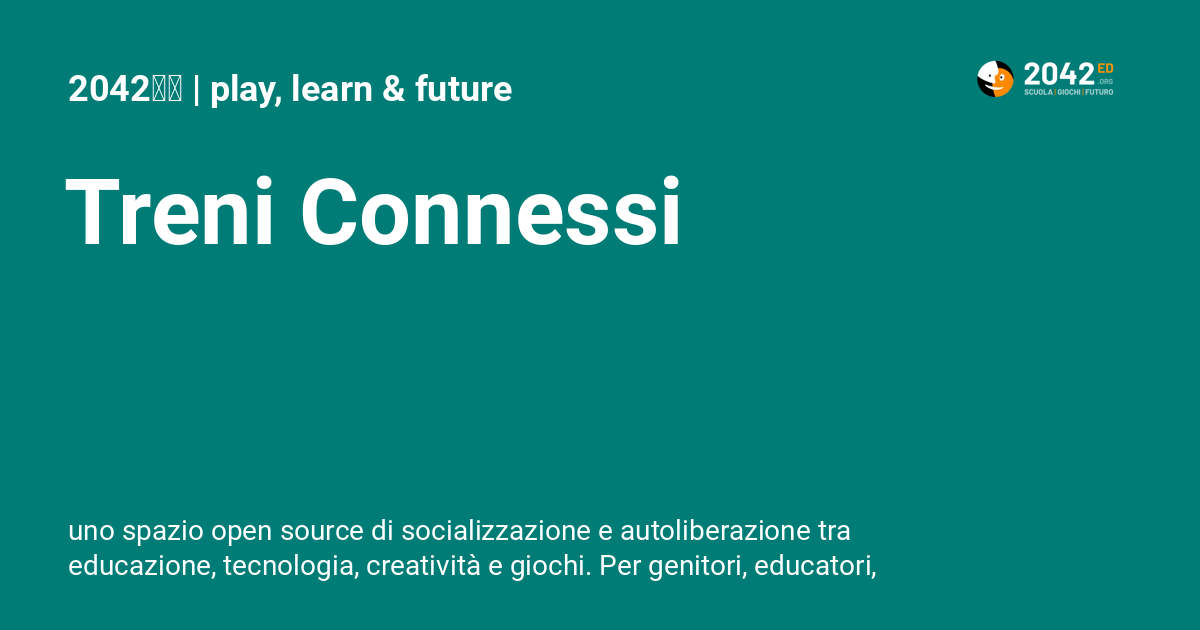 2042 | play, learn & future
2042 ED
.ORG
SCUOLA | GIOCHI | FUTURO
Treni Connessi
uno spazio open source di socializzazione e autoliberazione tra
educazione, tecnologia, creatività e giochi. Per genitori, educatori,